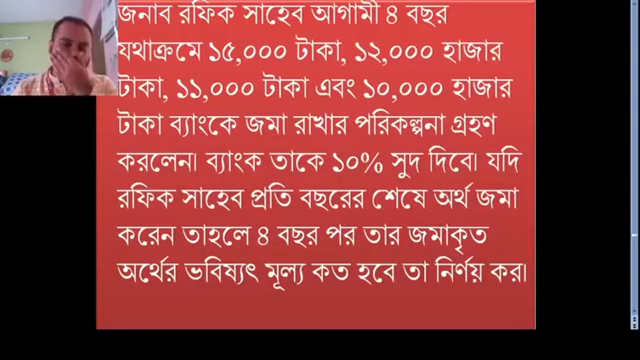 জনাব রফিক সাহেব আগামী ৪ বছর
যথাক্রমে ১৫,০০০ টাকা, ১২,০০০ হাজার
টাকা, ১১,০০০ টাকা এবং ১০,০০০ হাজার
টাকা ব্যাংকে জমা রাখার পরিকল্পনা গ্রহণ
করলেন। ব্যাংক তাকে ১০% সুদ দিবে। যদি
রফিক সাহেব প্রতি বছরের শেষে অর্থ জমা
করেন তাহলে ৪ বছর পর তার জমাকৃত
অর্থের ভবিষ্যৎ মূল্য কত হবে তা নির্ণয় কর।